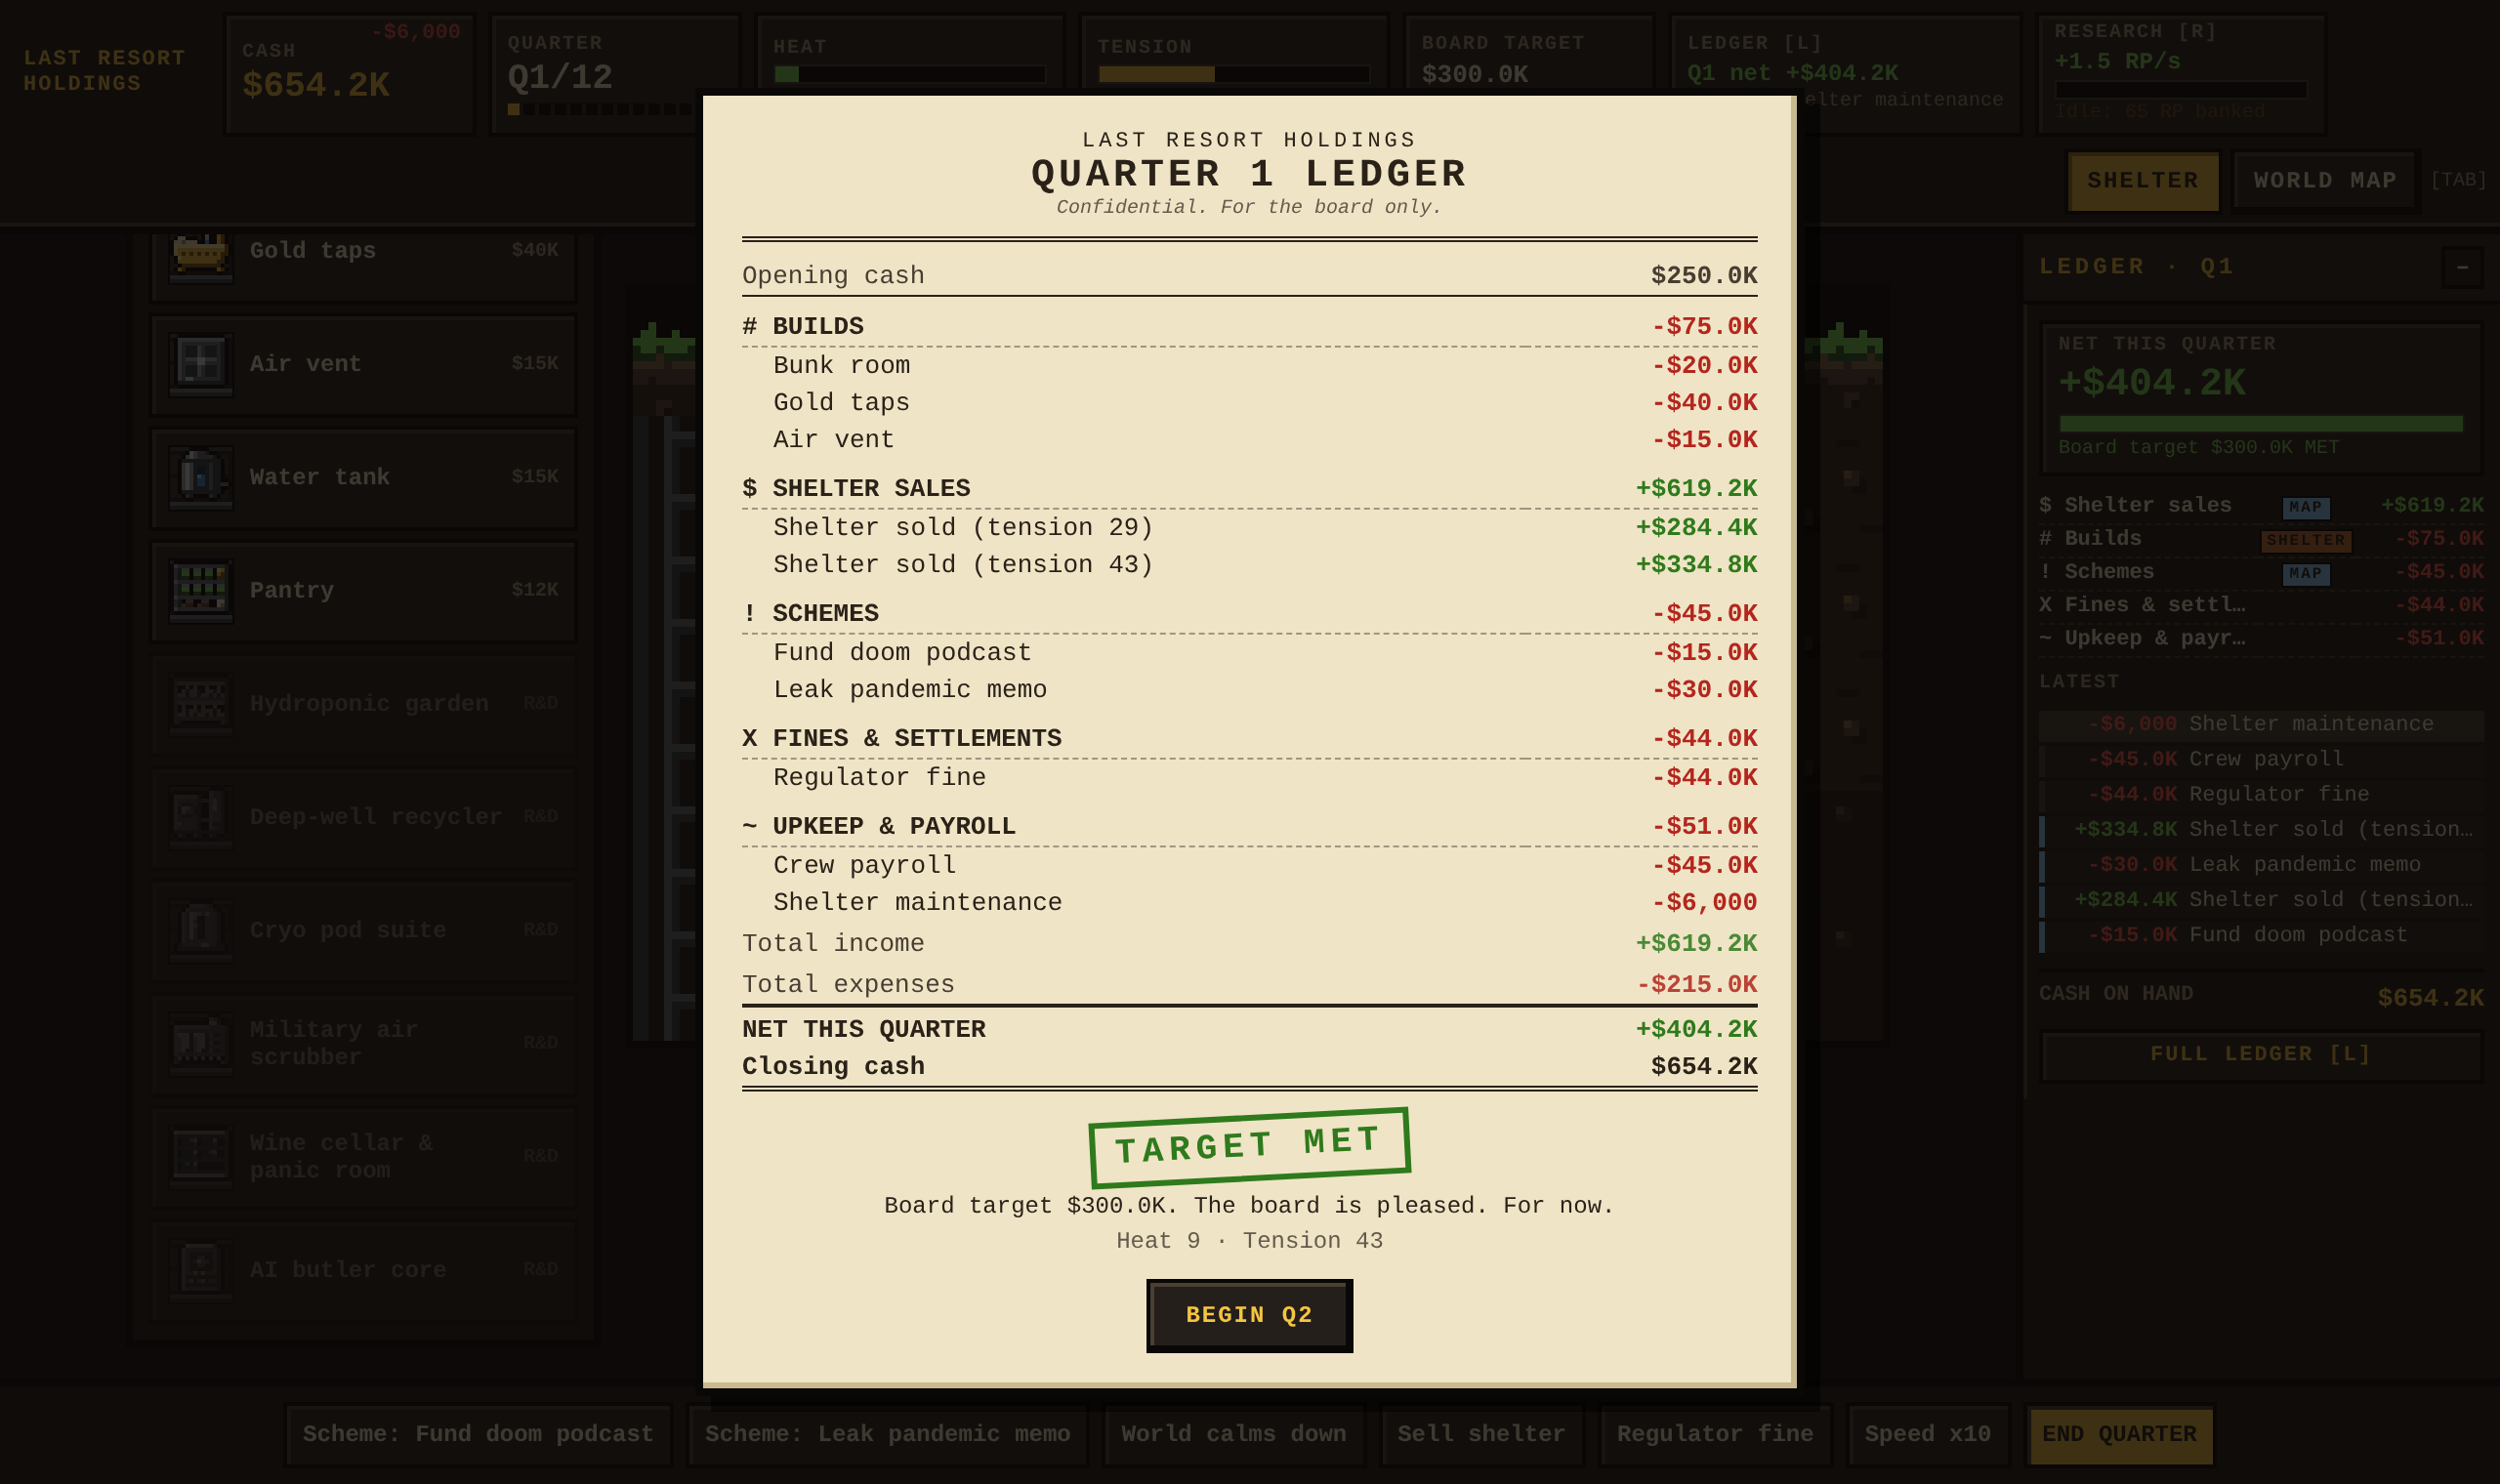 LAST RESORT
HOLDINGS
-$6,000
CASH
$654.2K
QUARTER
Q1/12
HEAT
TENSION
BOARD TARGET
$300.0K
LEDGER [L]
Q1 net +$404.2K
elter maintenance
RESEARCH [R]
+1.5 RP/s
Idle: 65 RP banked
SHELTER
WORLD MAP
[TAB]
Gold taps $40K
Air vent $15K
Water tank $15K
Pantry $12K
Hydroponic garden R&D
Deep-well recycler R&D
Cryo pod suite R&D
Military air
scrubber R&D
Wine cellar &
panic room R&D
AI butler core R&D
LAST RESORT HOLDINGS
QUARTER 1 LEDGER
Confidential. For the board only.
Opening cash $250.0K
# BUILDS -$75.0K
Bunk room -$20.0K
Gold taps -$40.0K
Air vent -$15.0K
$ SHELTER SALES +$619.2K
Shelter sold (tension 29) +$284.4K
Shelter sold (tension 43) +$334.8K
! SCHEMES -$45.0K
Fund doom podcast -$15.0K
Leak pandemic memo -$30.0K
X FINES & SETTLEMENTS -$44.0K
Regulator fine -$44.0K
~ UPKEEP & PAYROLL -$51.0K
Crew payroll -$45.0K
Shelter maintenance -$6,000
Total income +$619.2K
Total expenses -$215.0K
NET THIS QUARTER +$404.2K
Closing cash $654.2K
TARGET MET
Board target $300.0K. The board is pleased. For now.
Heat 9 · Tension 43
BEGIN Q2
LEDGER · Q1 −
NET THIS QUARTER
+$404.2K
Board target $300.0K MET
$ Shelter sales MAP +$619.2K
# Builds SHELTER -$75.0K
! Schemes MAP -$45.0K
X Fines & settl… -$44.0K
~ Upkeep & payr… -$51.0K
LATEST
-$6,000 Shelter maintenance
-$45.0K Crew payroll
-$44.0K Regulator fine
+$334.8K Shelter sold (tension…
-$30.0K Leak pandemic memo
+$284.4K Shelter sold (tension…
-$15.0K Fund doom podcast
CASH ON HAND $654.2K
FULL LEDGER [L]
Scheme: Fund doom podcast
Scheme: Leak pandemic memo
World calms down
Sell shelter
Regulator fine
Speed x10
END QUARTER